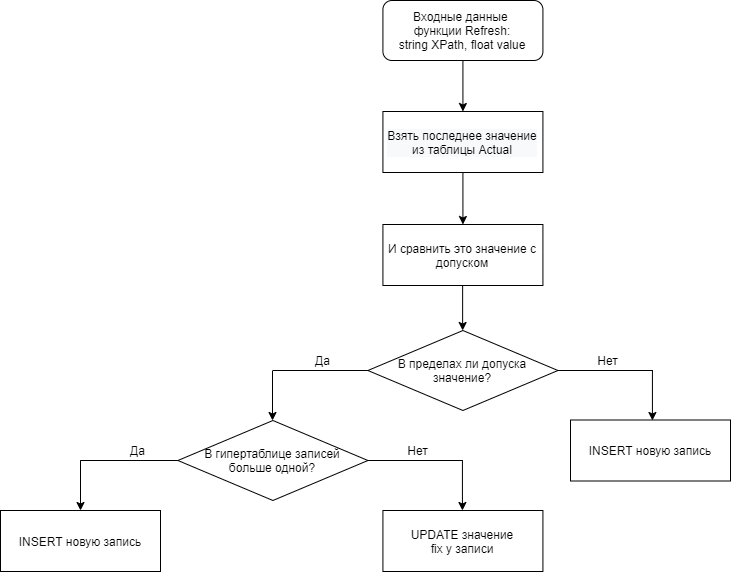 Входные данные
функции Refresh:
string XPath, float value
Взять последнее значение
из таблицы Actual
И сравнить это значение с
допуском
В пределах ли допуска
значение?
Да
Нет
INSERT новую запись
В гипертаблице записей
больше одной?
Да
Нет
INSERT новую запись
UPDATE значение
fix у записи